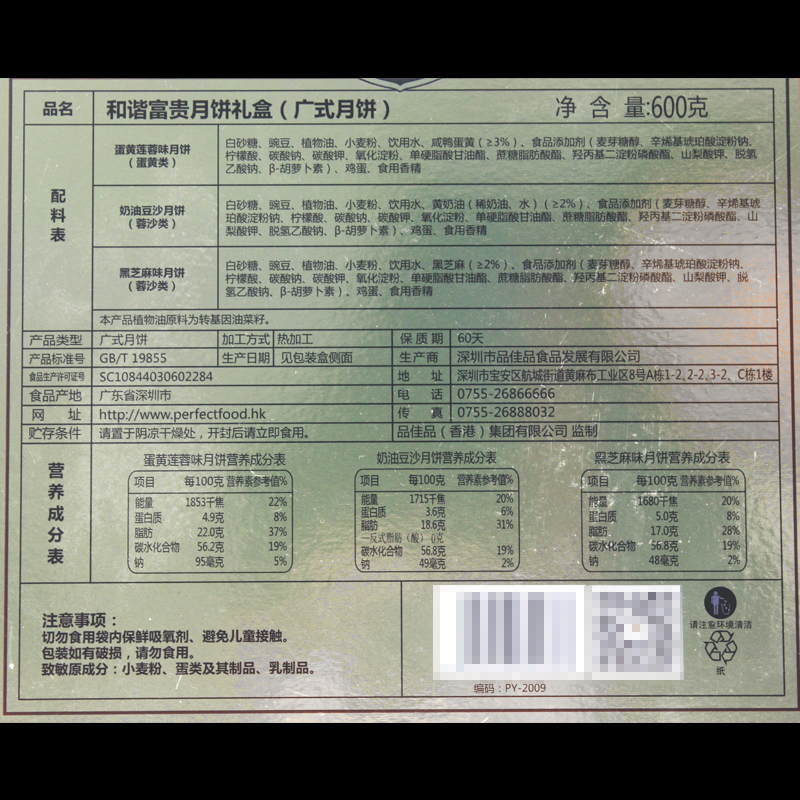 品名 和谐富贵月饼礼盒（广式月饼） 净 含 量:600克
配料表
蛋黄莲蓉味月饼
（蛋黄类）
白砂糖、豌豆、植物油、小麦粉、饮用水、咸鸭蛋黄（≥3%）、食品添加剂（麦芽糖醇、辛烯基琥珀酸淀粉钠、
柠檬酸、碳酸钠、碳酸钾、氧化淀粉、单硬脂酸甘油酯、蔗糖脂肪酸酯、羟丙基二淀粉磷酸酯、山梨酸钾、脱氢
乙酸钠、β-胡萝卜素）、鸡蛋、食用香精
奶油豆沙月饼
（蓉沙类）
白砂糖、豌豆、植物油、小麦粉、饮用水、黄奶油（稀奶油、水）（≥2%）、食品添加剂（麦芽糖醇、辛烯基琥
珀酸淀粉钠、柠檬酸、碳酸钠、碳酸钾、氧化淀粉、单硬脂酸甘油酯、蔗糖脂肪酸酯、羟丙基二淀粉磷酸酯、山
梨酸钾、脱氢乙酸钠、β-胡萝卜素）、鸡蛋、食用香精
黑芝麻味月饼
（蓉沙类）
白砂糖、豌豆、植物油、小麦粉、饮用水、黑芝麻（≥2%）、食品添加剂（麦芽糖醇、辛烯基琥珀酸淀粉钠、
柠檬酸、碳酸钠、碳酸钾、氧化淀粉、单硬脂酸甘油酯、蔗糖脂肪酸酯、羟丙基二淀粉磷酸酯、山梨酸钾、脱
氢乙酸钠、β-胡萝卜素）、鸡蛋、食用香精
本产品植物油原料为转基因油菜籽。
产品类型 广式月饼 加工方式 热加工 保 质 期 60天
产品标准号 GB/T 19855 生产日期 见包装盒侧面 生 产 商 深圳市品佳品食品发展有限公司
食品生产许可证号 SC10844030602284 地 址 深圳市宝安区航城街道黄麻布工业区8号A栋1-2、2-2、3-2、C栋1楼
食品产地 广东省深圳市 电 话 0755-26866666
网 址 http://www.perfectfood.hk 传 真 0755-26888032
贮存条件 请置于阴凉干燥处，开封后请立即食用。 品佳品（香港）集团有限公司 监制
营养成分表
蛋黄莲蓉味月饼营养成分表
项目 每100克 营养素参考值%
能量 1853千焦 22%
蛋白质 4.9克 8%
脂肪 22.0克 37%
碳水化合物 56.2克 19%
钠 95毫克 5%
奶油豆沙月饼营养成分表
项目 每100克 营养素参考值%
能量 1715千焦 20%
蛋白质 3.6克 6%
脂肪 18.6克 31%
—反式脂肪（酸） 0克
碳水化合物 56.8克 19%
钠 49毫克 2%
黑芝麻味月饼营养成分表
项目 每100克 营养素参考值%
能量 1680千焦 20%
蛋白质 5.0克 8%
脂肪 17.0克 28%
碳水化合物 56.8克 19%
钠 48毫克 2%
注意事项：
切勿食用袋内保鲜吸氧剂、避免儿童接触。
包装如有破损，请勿食用。
致敏原成分：小麦粉、蛋类及其制品、乳制品。
编码：PY-2009
请注意环境清洁
纸